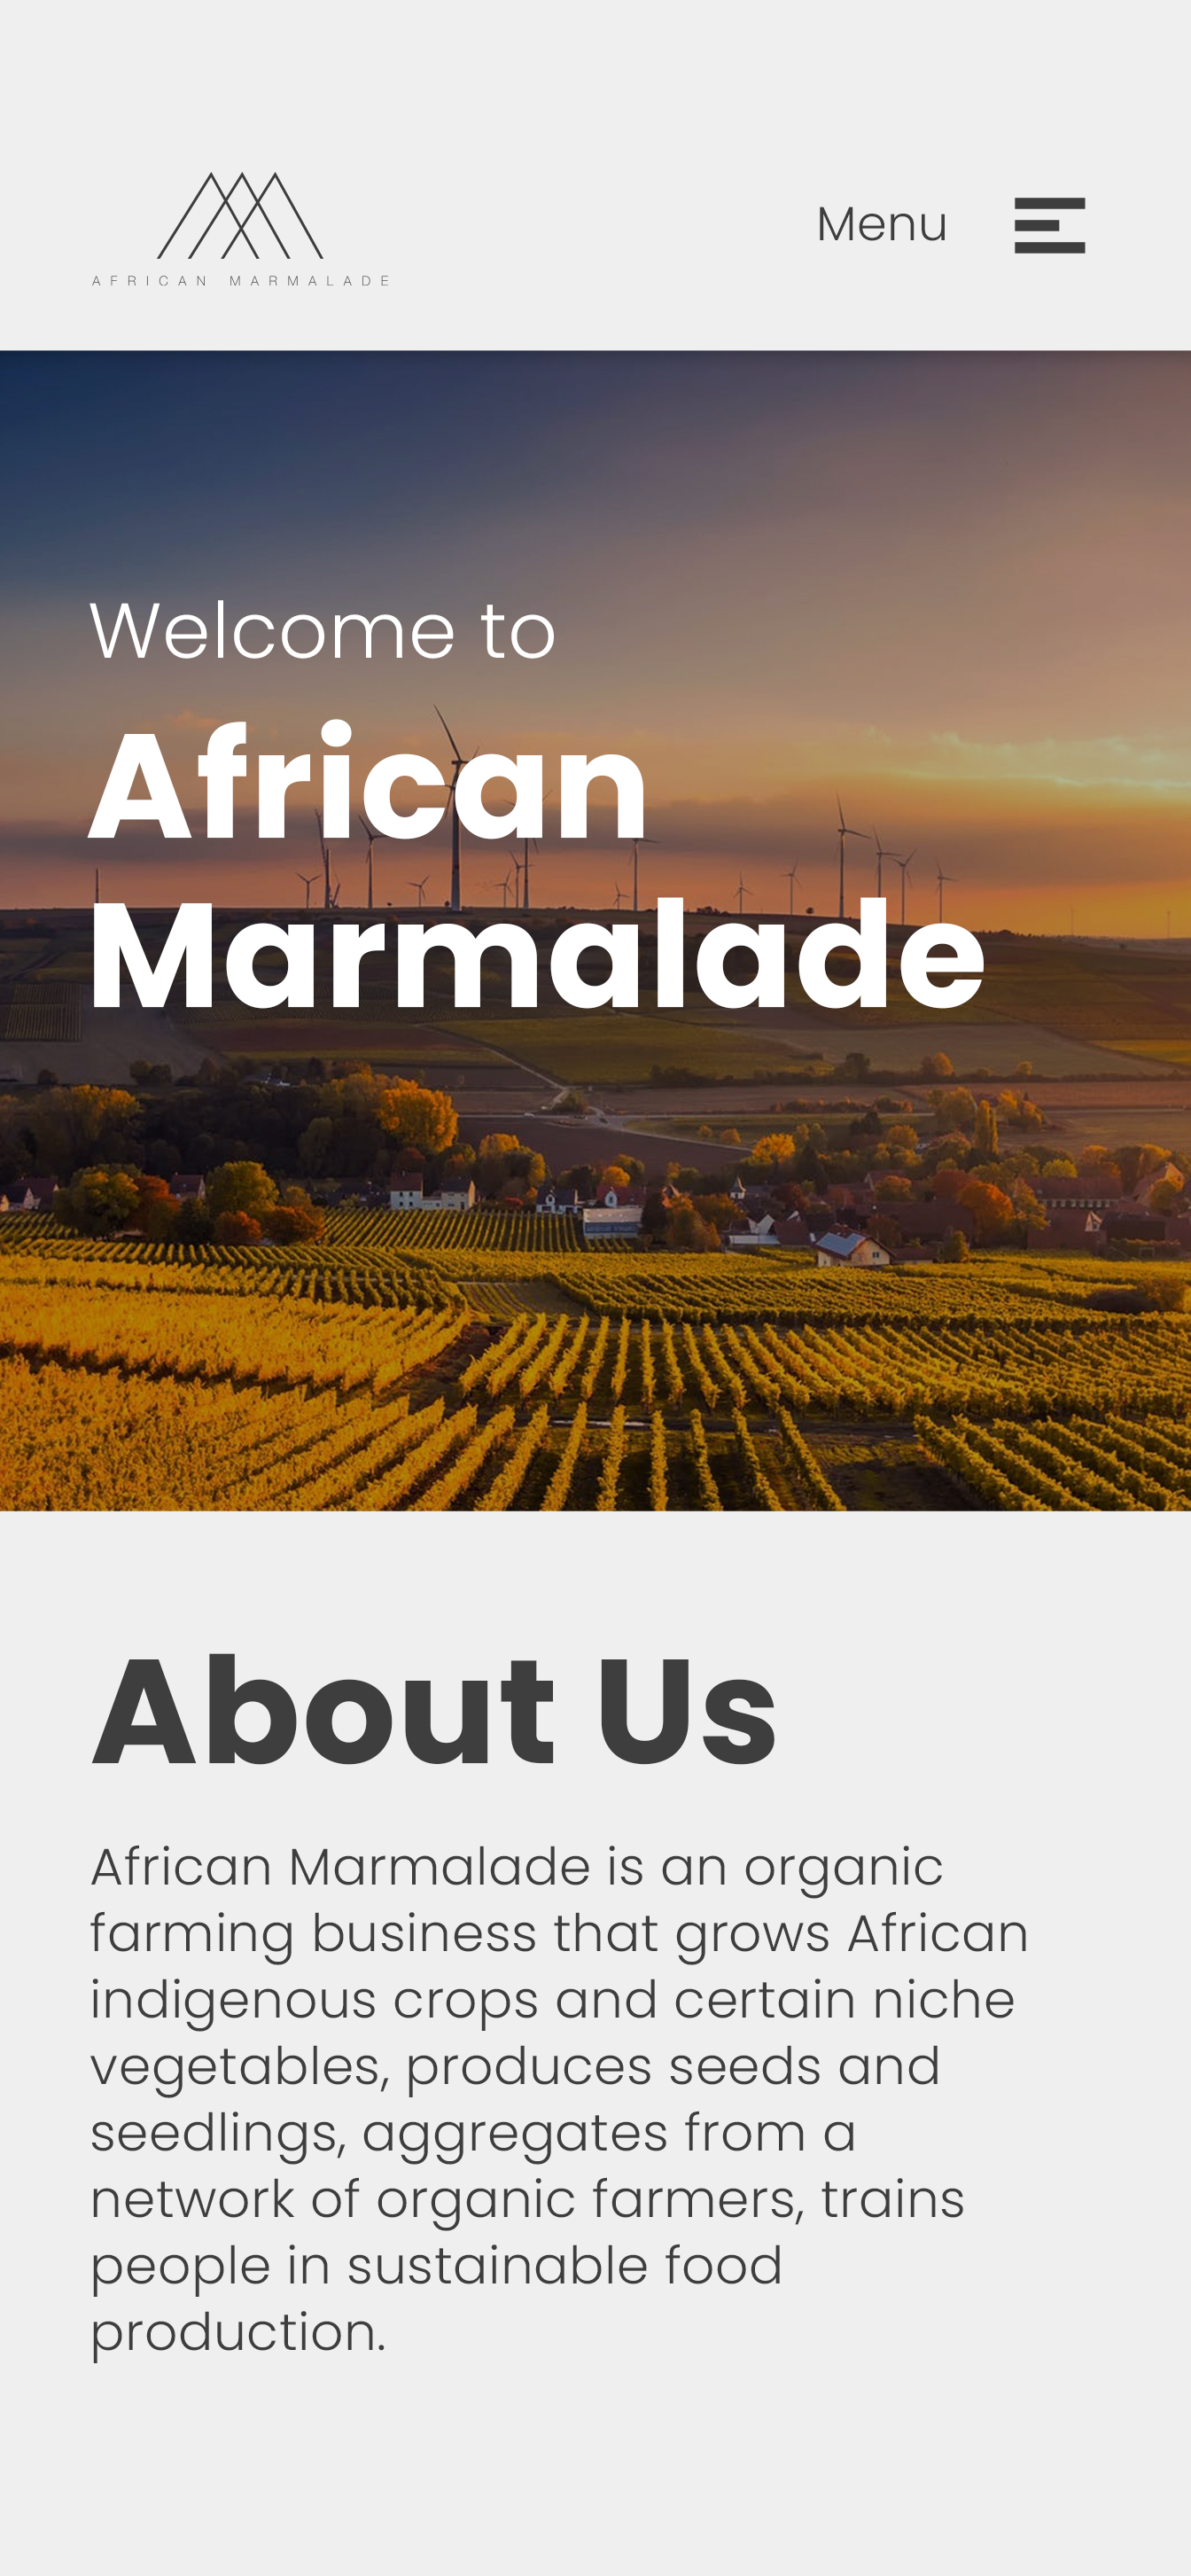 AFRICAN MARMALADE
Menu
Welcome to
African
Marmalade
About Us
African Marmalade is an organic
farming business that grows African
indigenous crops and certain niche
vegetables, produces seeds and
seedlings, aggregates from a
network of organic farmers, trains
people in sustainable food
production.